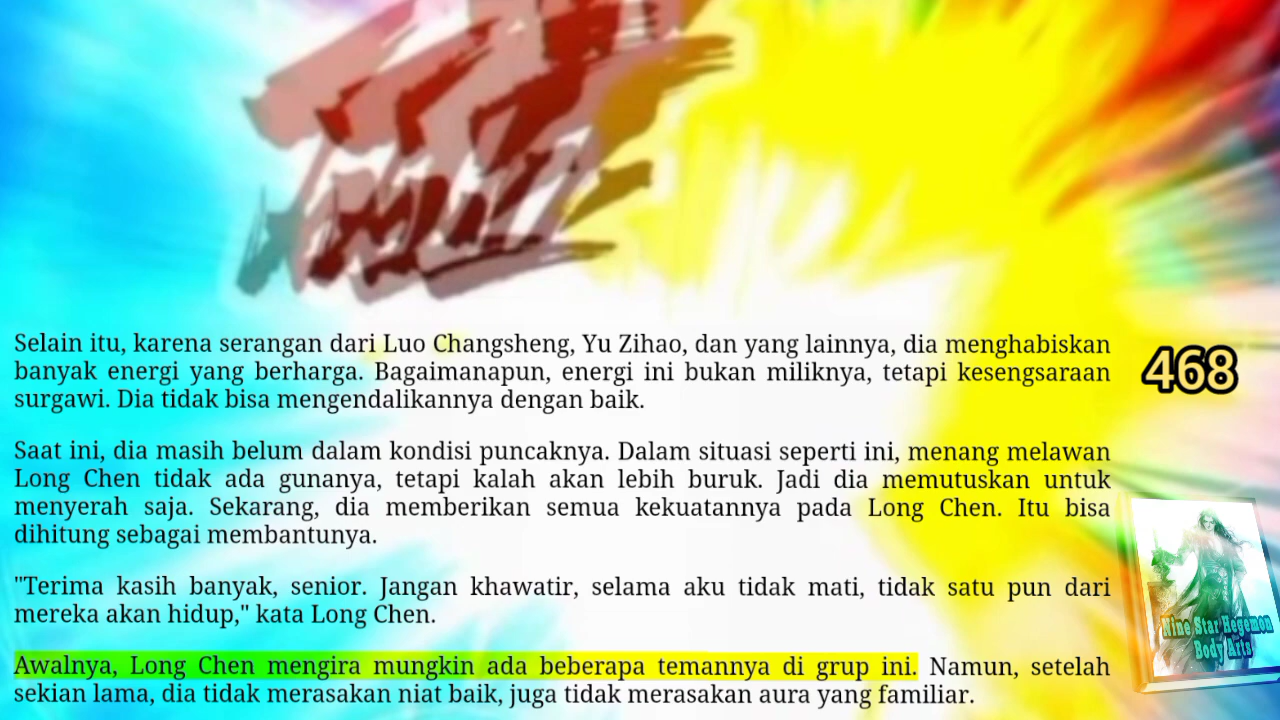 Selain itu, karena serangan dari Luo Changsheng, Yu Zihao, dan yang lainnya, dia menghabiskan
banyak energi yang berharga. Bagaimanapun, energi ini bukan miliknya, tetapi kesengsaraan
surgawi. Dia tidak bisa mengendalikannya dengan baik.
Saat ini, dia masih belum dalam kondisi puncaknya. Dalam situasi seperti ini, menang melawan
Long Chen tidak ada gunanya, tetapi kalah akan lebih buruk. Jadi dia memutuskan untuk
menyerah saja. Sekarang, dia memberikan semua kekuatannya pada Long Chen. Itu bisa
dihitung sebagai membantunya.
"Terima kasih banyak, senior. Jangan khawatir, selama aku tidak mati, tidak satu pun dari
mereka akan hidup," kata Long Chen.
Awalnya, Long Chen mengira mungkin ada beberapa temannya di grup ini. Namun, setelah
sekian lama, dia tidak merasakan niat baik, juga tidak merasakan aura yang familiar.
468
Nine Star Hegemon
Body Arts